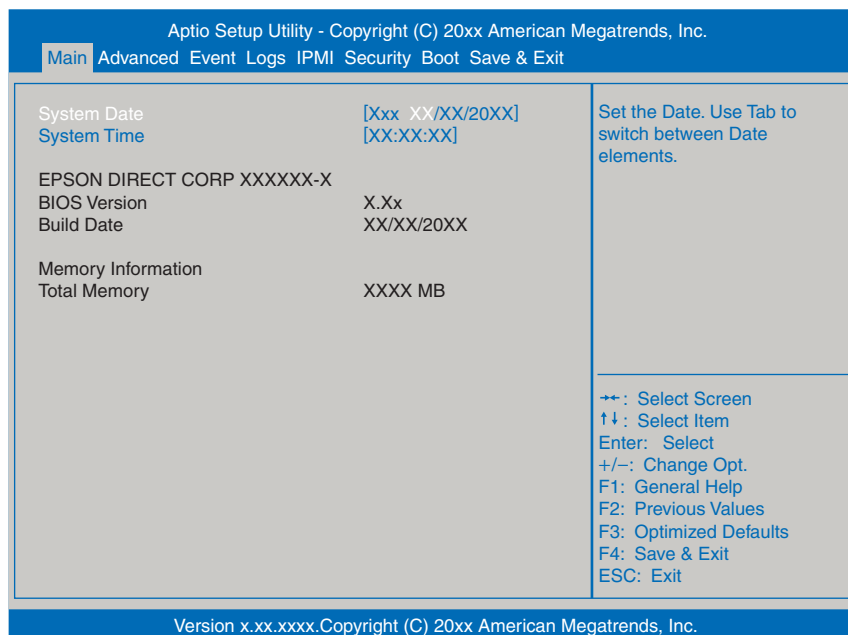 Aptio Setup Utility - Copyright (C) 20xx American Megatrends, Inc.
Main Advanced Event Logs IPMI Security Boot Save & Exit
System Date [Xxx XX/XX/20XX]
System Time [XX:XX:XX]
EPSON DIRECT CORP XXXXXX-X
BIOS Version X.Xx
Build Date XX/XX/20XX
Memory Information
Total Memory XXXX MB
Set the Date. Use Tab to
switch between Date
elements.
→←: Select Screen
↑↓: Select Item
Enter: Select
+/−: Change Opt.
F1: General Help
F2: Previous Values
F3: Optimized Defaults
F4: Save & Exit
ESC: Exit
Version x.xx.xxxx.Copyright (C) 20xx American Megatrends, Inc.